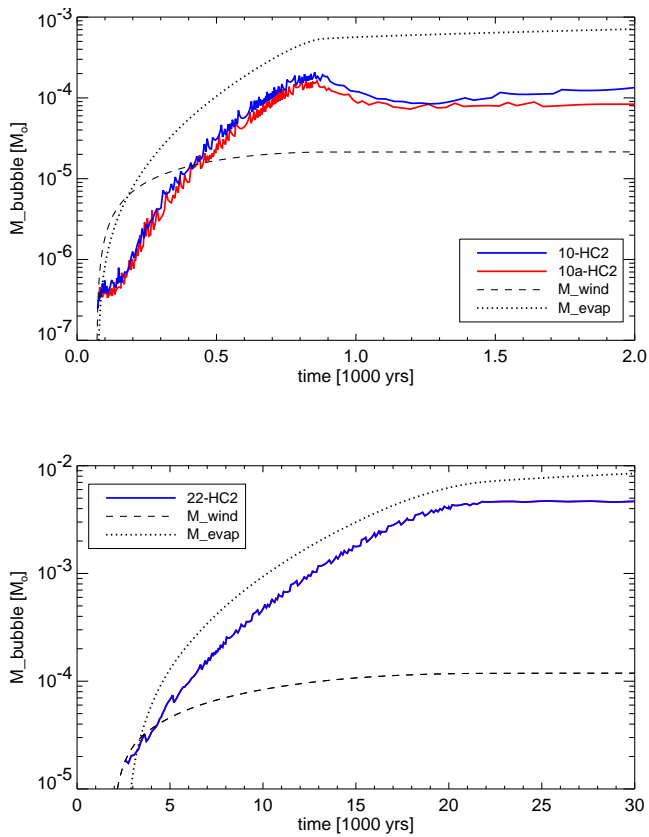 10⁻³
10⁻⁴
10⁻⁵
10⁻⁶
10⁻⁷
M_bubble [Mₒ]
10-HC2
10a-HC2
M_wind
M_evap
0.0 0.5 1.0 1.5 2.0
time [1000 yrs]
10⁻²
10⁻³
10⁻⁴
10⁻⁵
M_bubble [Mₒ]
22-HC2
M_wind
M_evap
0 5 10 15 20 25 30
time [1000 yrs]